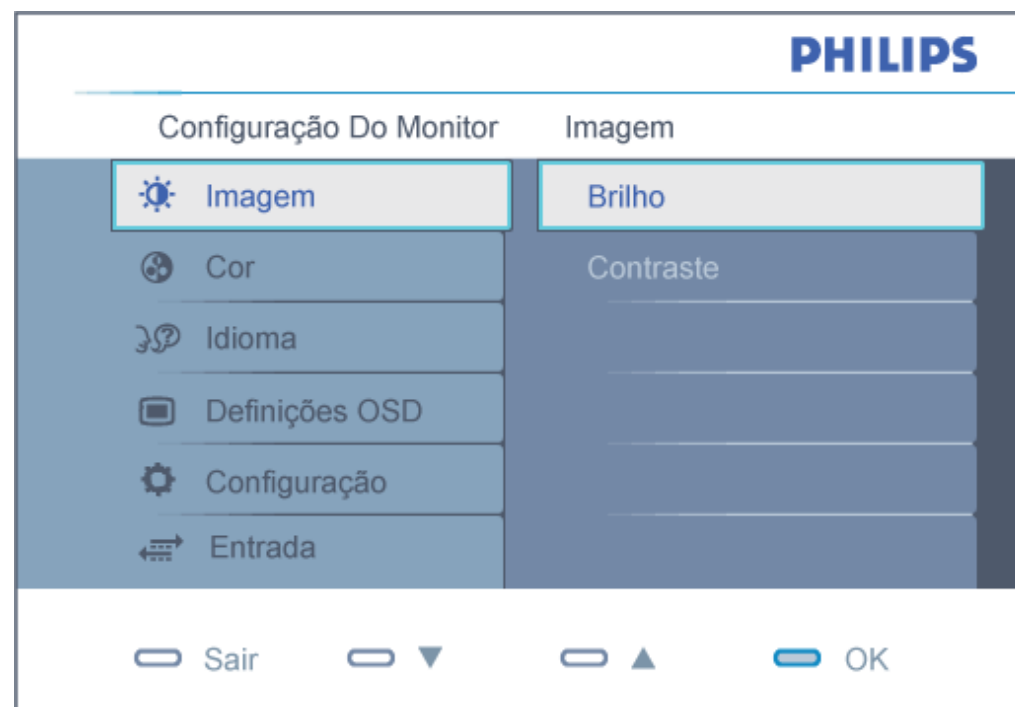 PHILIPS
Configuração Do Monitor Imagem
Imagem Brilho
Cor Contraste
Idioma
Definições OSD
Configuração
Entrada
Sair ▼ ▲ OK